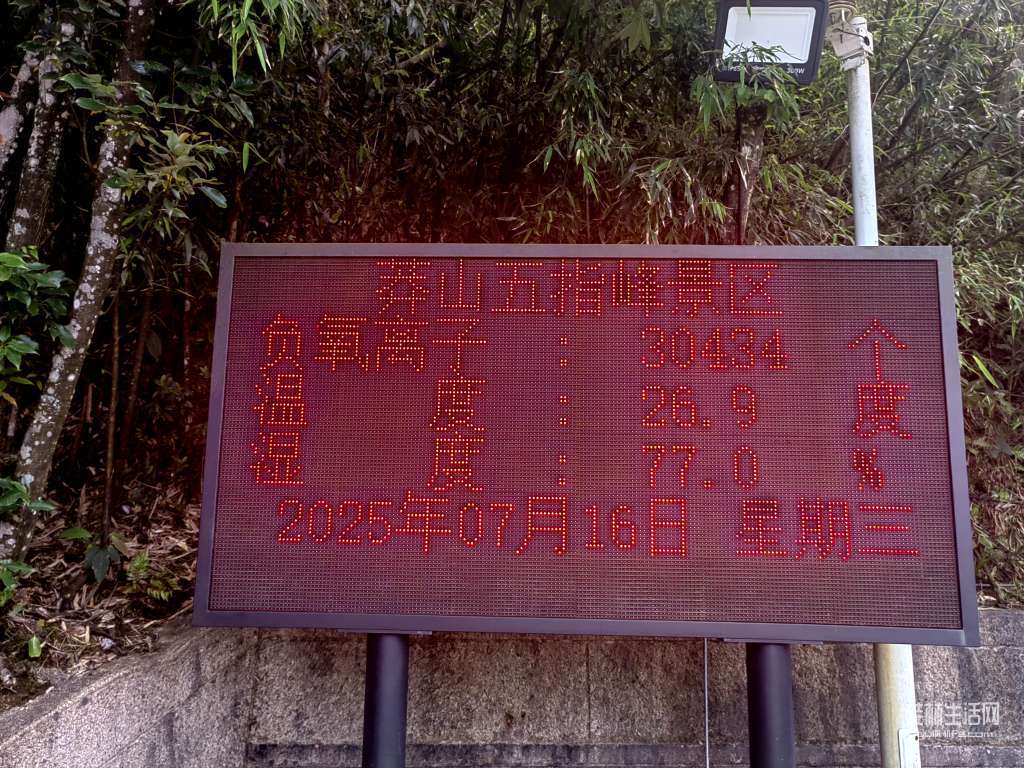 莽山五指峰景区
负氧离子 : 30434 个
温 度 : 26.9 度
湿 度 : 77.0 %
2025年07月16日 星期三
桂林生活网